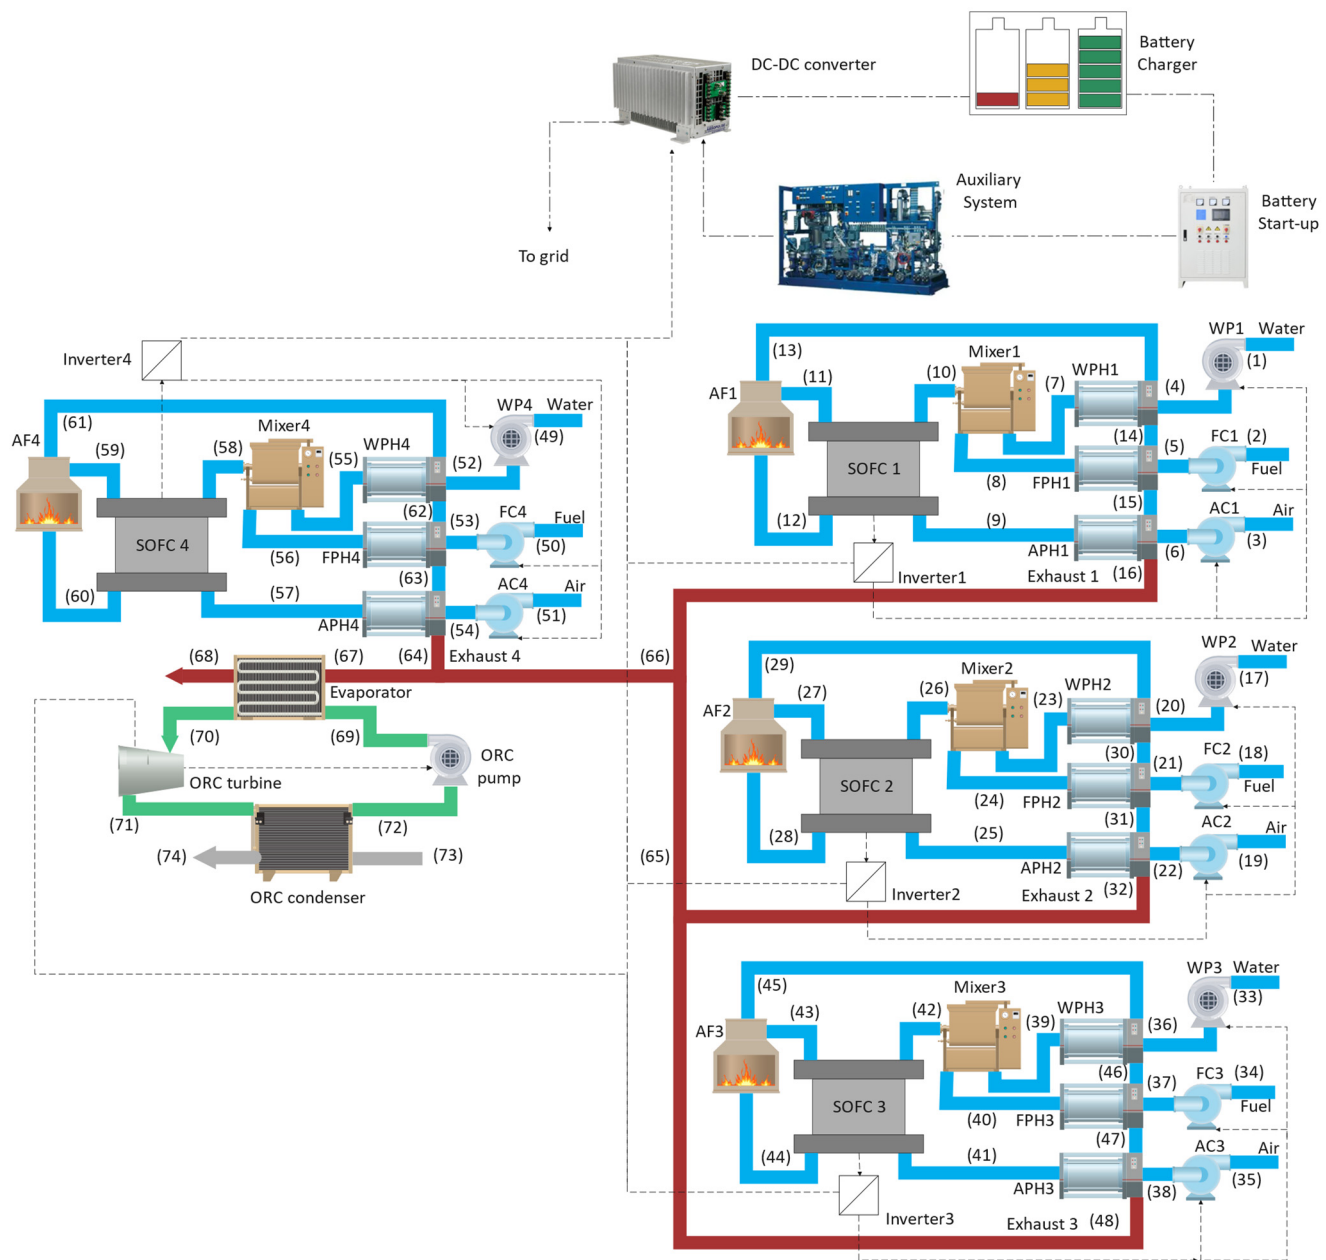 DC-DC converter
Battery
Charger
Auxiliary
System
Battery
Start-up
To grid
Inverter4
AF4
(61)
(59)
(58)
Mixer4
(55)
WPH4
(52)
WP4
Water
(49)
(62)
(53)
FC4
Fuel
(50)
SOFC 4
(56)
FPH4
(63)
(60)
(57)
APH4
(54)
AC4
Air
(51)
(64)
Exhaust 4
AF1
(13)
(11)
(10)
Mixer1
(7)
WPH1
(4)
WP1
Water
(1)
(14)
(5)
FC1
(2)
Fuel
SOFC 1
(8)
FPH1
(15)
(12)
(9)
APH1
(6)
AC1
Air
(3)
Inverter1
Exhaust 1
(16)
(68)
(67)
(66)
Evaporator
(70)
(69)
ORC turbine
ORC
pump
(71)
(72)
(74)
(73)
ORC condenser
(65)
AF2
(29)
(27)
(26)
Mixer2
(23)
WPH2
(20)
WP2
Water
(17)
(30)
(21)
FC2
(18)
Fuel
SOFC 2
(24)
FPH2
(31)
(28)
(25)
APH2
(22)
AC2
Air
(19)
Inverter2
Exhaust 2
(32)
AF3
(45)
(43)
(42)
Mixer3
(39)
WPH3
(36)
WP3
Water
(33)
(46)
(37)
FC3
(34)
Fuel
SOFC 3
(40)
FPH3
(47)
(44)
(41)
APH3
(38)
AC3
Air
(35)
Inverter3
Exhaust 3
(48)